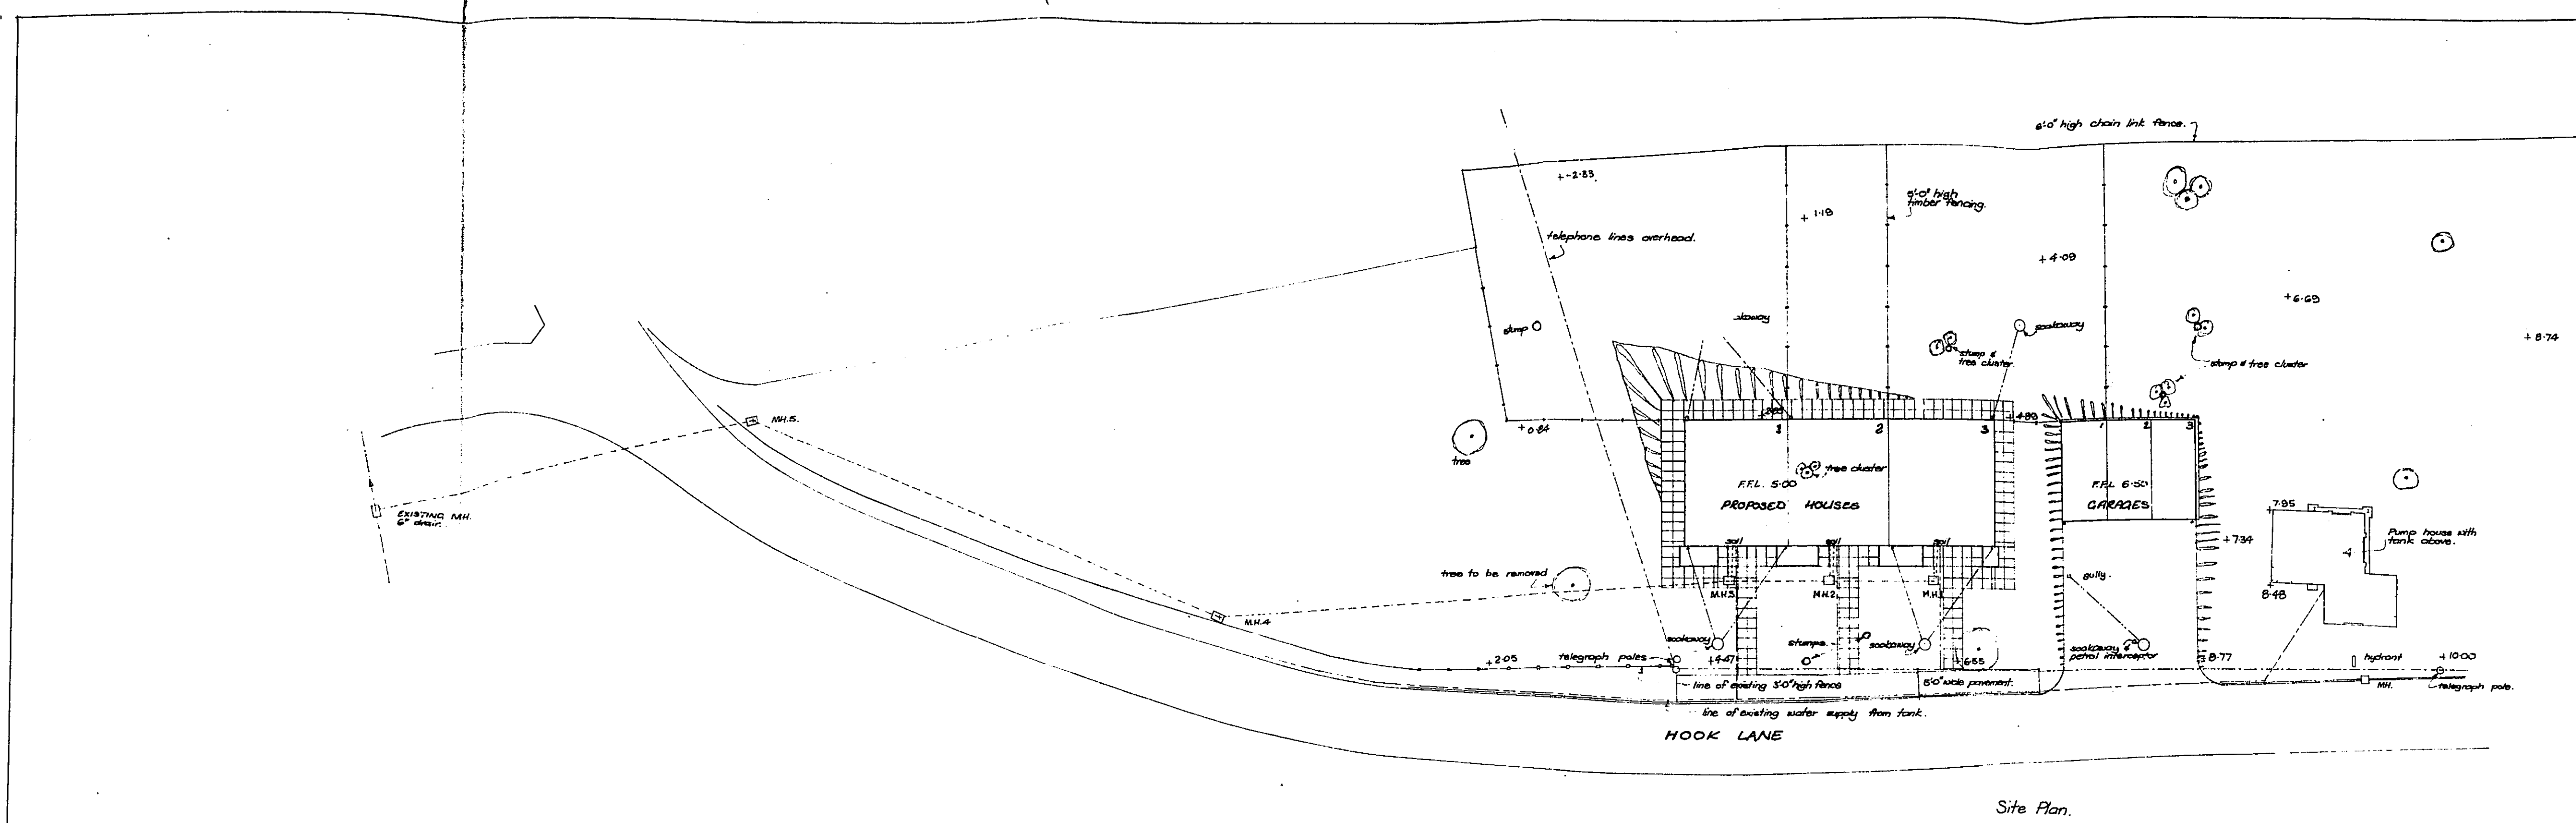 6'-0" high chain link fence.
+-2.83
5'-0" high
timber fencing.
+ 1.18
telephone lines overhead.
+ 4.09
+ 6.69
+ 8.74
stump
soakaway
stump &
tree cluster.
stump & tree cluster
+ 4.89
1
2
3
1
2
3
MH.5.
+ 0.84
tree
tree cluster
F.F.L. 5.00
PROPOSED HOUSES
F.F.L 6.50
GARAGES
EXISTING MH.
6" drain.
7.95
+7.34
Pump house with
tank above.
soil
soil
soil
tree to be removed
gully.
M.H.3
M.H.2
M.H.1
8.48
M.H.4
soakaway
stumps
soakaway
soakaway &
petrol interceptor
+2.05
telegraph poles
+4.47
+6.55
+8.77
hydrant
+10.00
line of existing 3'-0" high fence
5'-0" wide pavement.
MH.
telegraph pole.
line of existing water supply from tank.
HOOK LANE
Site Plan.